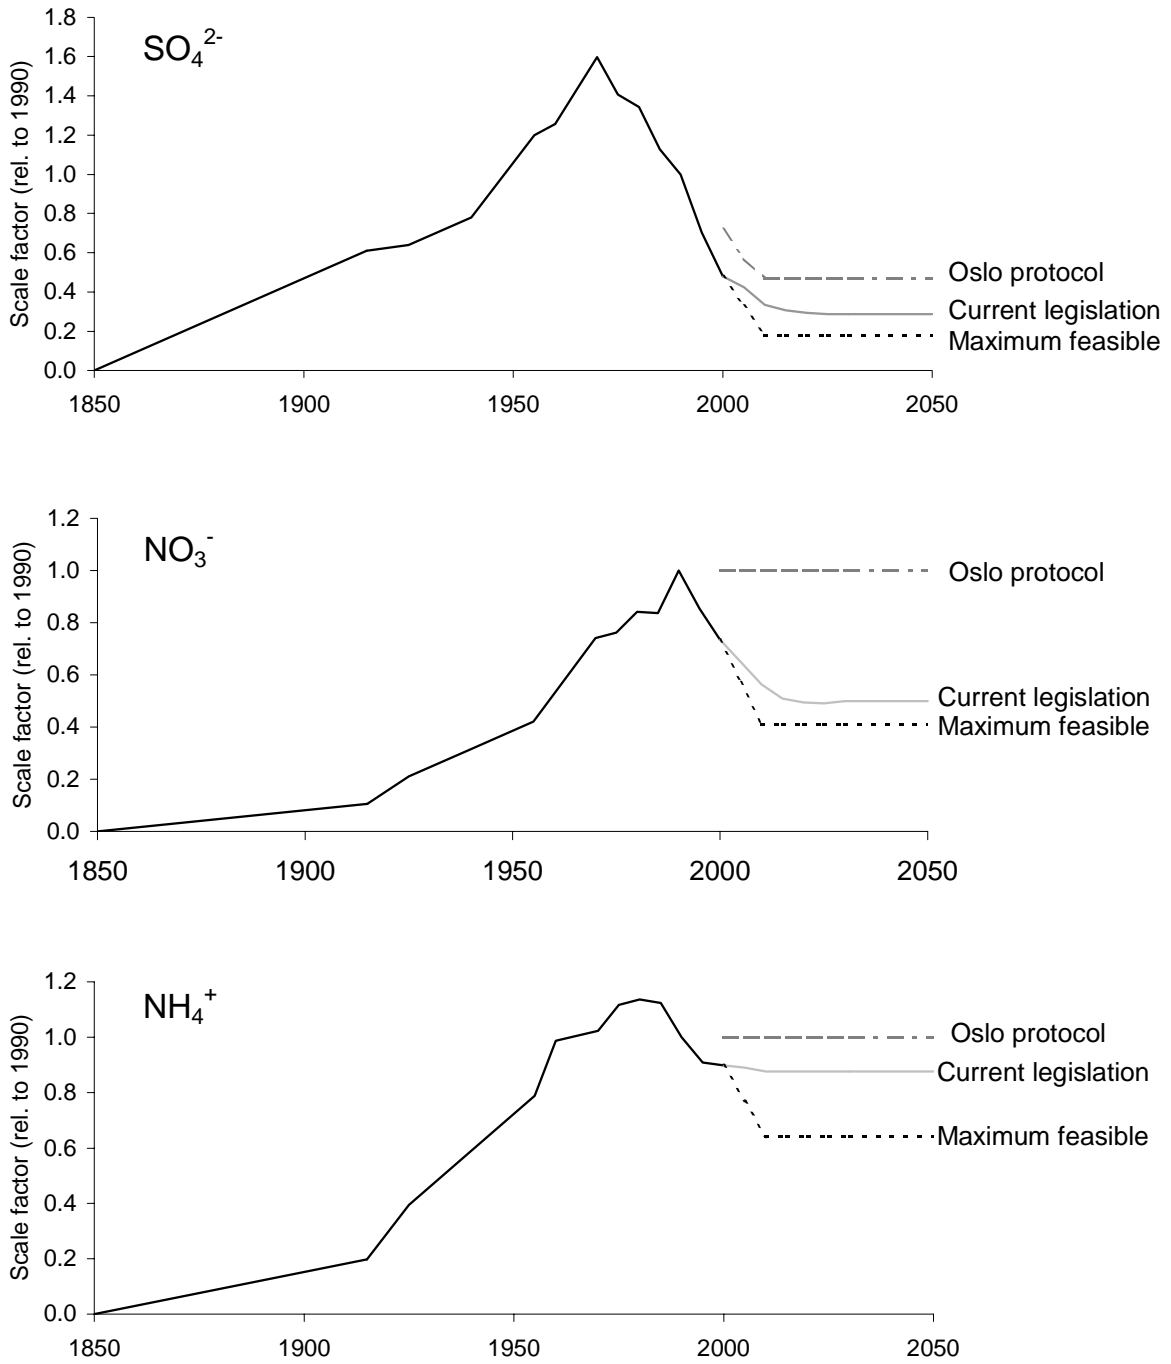 SO₄²⁻
Scale factor (rel. to 1990)
1.8
1.6
1.4
1.2
1.0
0.8
0.6
0.4
0.2
0.0
Oslo protocol
Current legislation
Maximum feasible
1850 1900 1950 2000 2050
NO₃⁻
Scale factor (rel. to 1990)
1.2
1.0
0.8
0.6
0.4
0.2
0.0
Oslo protocol
Current legislation
Maximum feasible
1850 1900 1950 2000 2050
NH₄⁺
Scale factor (rel. to 1990)
1.2
1.0
0.8
0.6
0.4
0.2
0.0
Oslo protocol
Current legislation
Maximum feasible
1850 1900 1950 2000 2050